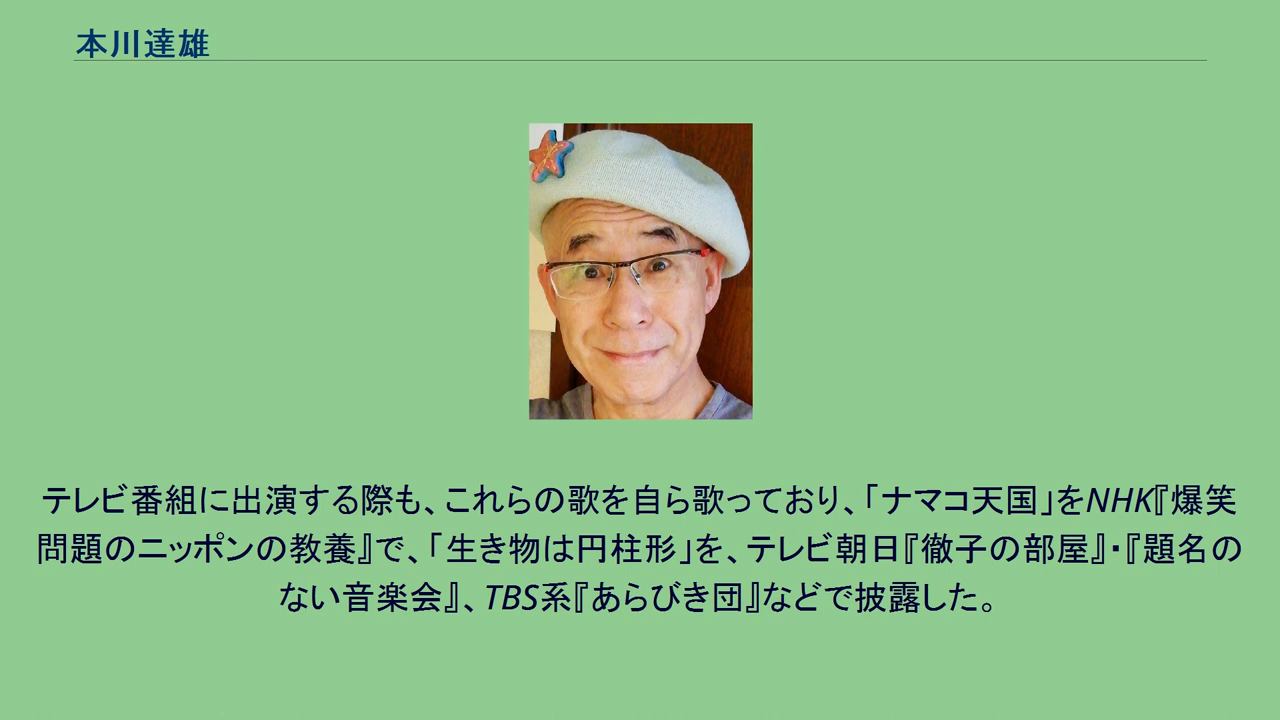 本川達雄
テレビ番組に出演する際も、これらの歌を自ら歌っており、「ナマコ天国」をNHK『爆笑
問題のニッポンの教養』で、「生き物は円柱形」を、テレビ朝日『徹子の部屋』・『題名の
ない音楽会』、TBS系『あらびき団』などで披露した。